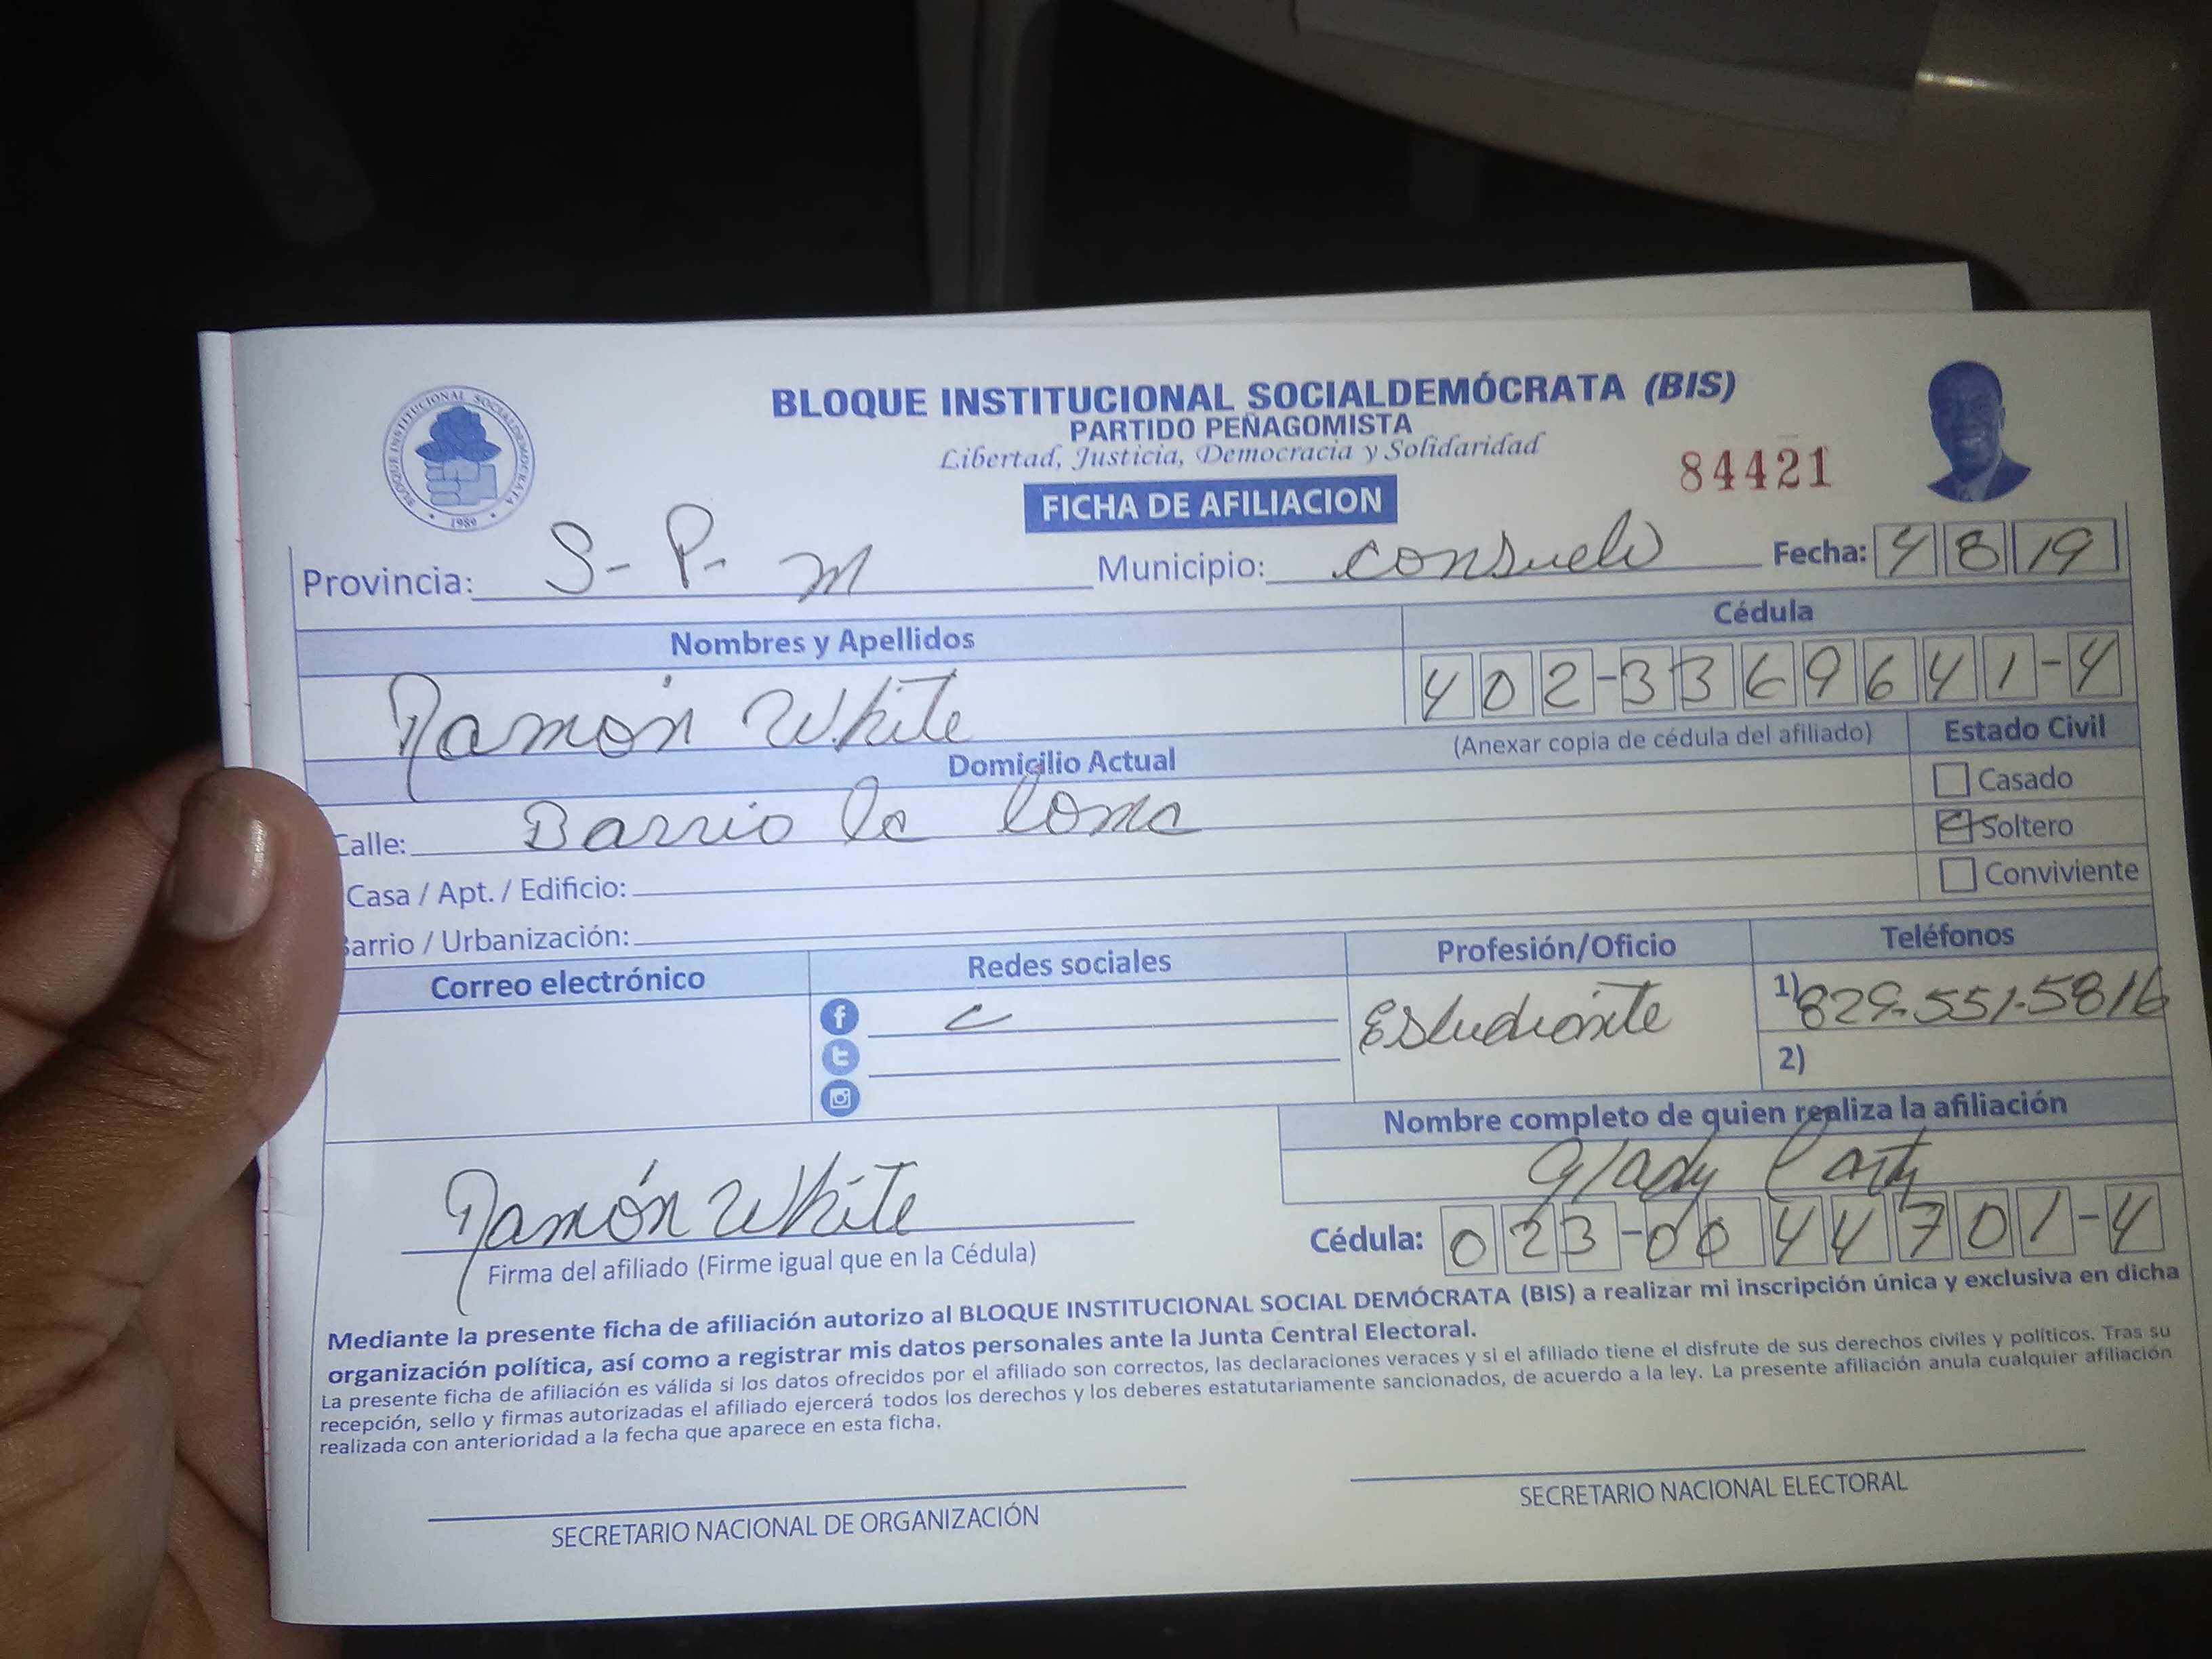 BLOQUE INSTITUCIONAL SOCIALDEMÓCRATA
1989
BLOQUE INSTITUCIONAL SOCIALDEMÓCRATA (BIS)
PARTIDO PEÑAGOMISTA
Libertad, Justicia, Democracia y Solidaridad
84421
FICHA DE AFILIACION
Provincia: S-P-M Municipio: Consuelo Fecha: 4 8 19
Nombres y Apellidos Cédula
Ramón White 402-3369641-4
(Anexar copia de cédula del afiliado) Estado Civil
Domicilio Actual
Casado
Calle: Barrio la loma
Soltero
Casa / Apt. / Edificio:
Conviviente
Barrio / Urbanización:
Correo electrónico Redes sociales Profesión/Oficio Teléfonos
Estudiante 1) 829-551-5816
2)
Nombre completo de quien realiza la afiliación
Glady
Ramón White
Cédula: 023-0044701-4
Firma del afiliado (Firme igual que en la Cédula)
Mediante la presente ficha de afiliación autorizo al BLOQUE INSTITUCIONAL SOCIAL DEMÓCRATA (BIS) a realizar mi inscripción única y exclusiva en dicha
organización política, así como a registrar mis datos personales ante la Junta Central Electoral.
La presente ficha de afiliación es válida si los datos ofrecidos por el afiliado son correctos, las declaraciones veraces y si el afiliado tiene el disfrute de sus derechos civiles y políticos. Tras su
recepción, sello y firmas autorizadas el afiliado ejercerá todos los derechos y los deberes estatutariamente sancionados, de acuerdo a la ley. La presente afiliación anula cualquier afiliación
realizada con anterioridad a la fecha que aparece en esta ficha.
SECRETARIO NACIONAL DE ORGANIZACIÓN
SECRETARIO NACIONAL ELECTORAL